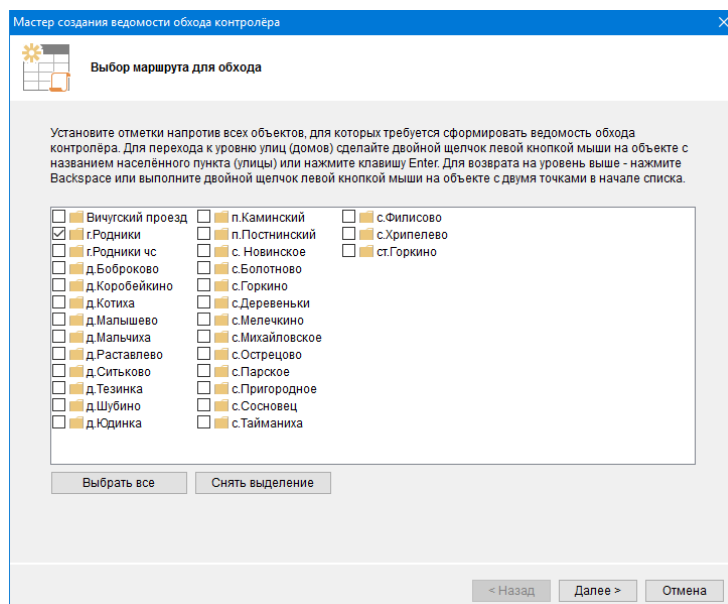 Мастер создания ведомости обхода контролёра
Выбор маршрута для обхода
Установите отметки напротив всех объектов, для которых требуется сформировать ведомость обхода
контролёра. Для перехода к уровню улиц (домов) сделайте двойной щелчок левой кнопкой мыши на объекте с
названием населённого пункта (улицы) или нажмите клавишу Enter. Для возврата на уровень выше - нажмите
Backspace или выполните двойной щелчок левой кнопкой мыши на объекте с двумя точками в начале списка.
Вичугский проезд
г.Родники
г.Родники чс
д.Боброково
д.Коробейкино
д.Котиха
д.Малышево
д.Мальчиха
д.Раставлево
д.Ситьково
д.Тезинка
д.Шубино
д.Юдинка
п.Каминский
п.Постнинский
с. Новинское
с.Болотново
с.Горкино
с.Деревеньки
с.Мелечкино
с.Михайловское
с.Острецово
с.Парское
с.Пригородное
с.Сосновец
с.Тайманиха
с.Филисово
с.Хрипелево
ст.Горкино
Выбрать все
Снять выделение
< Назад
Далее >
Отмена